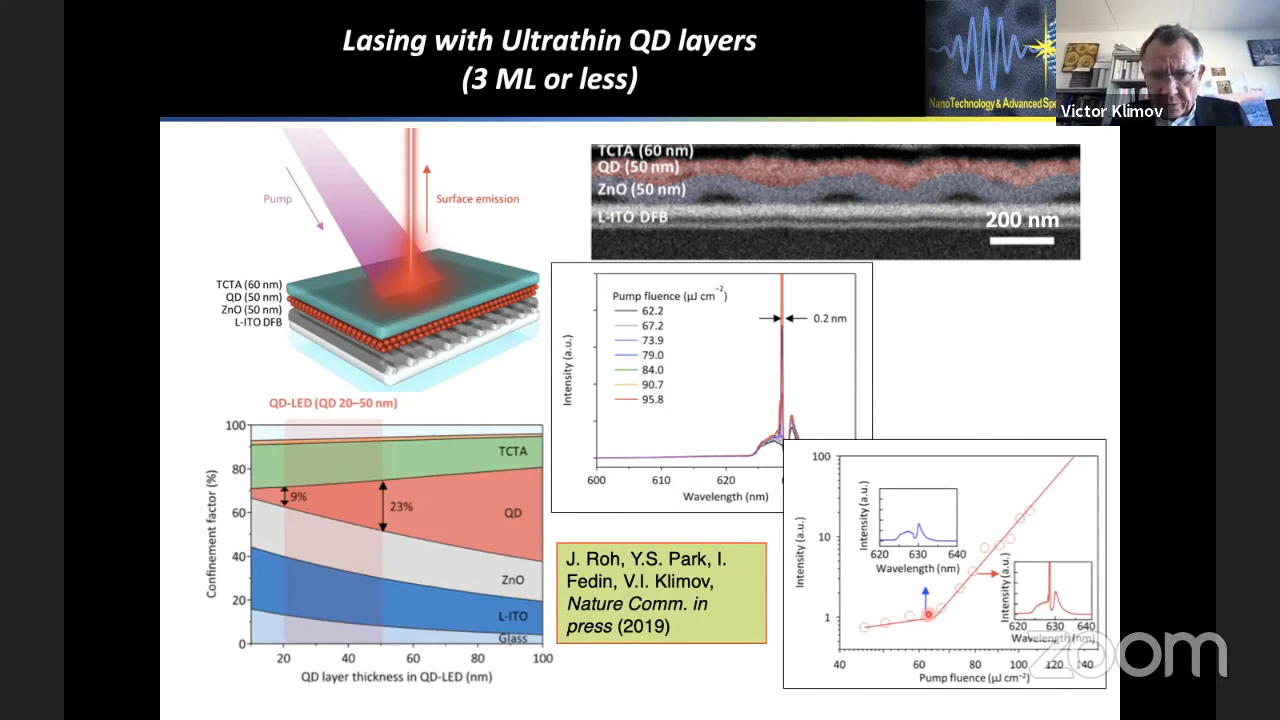 Lasing with Ultrathin QD layers
(3 ML or less)
NanoTechnology & Advanced Spe
Victor Klimov
Pump
Surface emission
TCTA (60 nm)
QD (50 nm)
ZnO (50 nm)
L-ITO DFB
TCTA (60 nm)
QD (50 nm)
ZnO (50 nm)
L-ITO DFB
200 nm
Pump fluence (µJ cm⁻²)
62.2
67.2
73.9
79.0
84.0
90.7
95.8
0.2 nm
Intensity (a.u.)
600 610 620
Wavelength (nm)
QD-LED (QD 20–50 nm)
Confinement factor (%)
100
80
60
40
20
0
TCTA
9%
23%
QD
ZnO
L-ITO
Glass
20 40 60 80 100
QD layer thickness in QD-LED (nm)
J. Roh, Y.S. Park, I.
Fedin, V.I. Klimov,
Nature Comm. in
press (2019)
Intensity (a.u.)
100
10
1
Intensity (a.u.)
620 630 640
Wavelength (nm)
Intensity (a.u.)
620 630 640
Wavelength (nm)
40 60 80 100 120 140
Pump fluence (µJ cm⁻²)
zoom